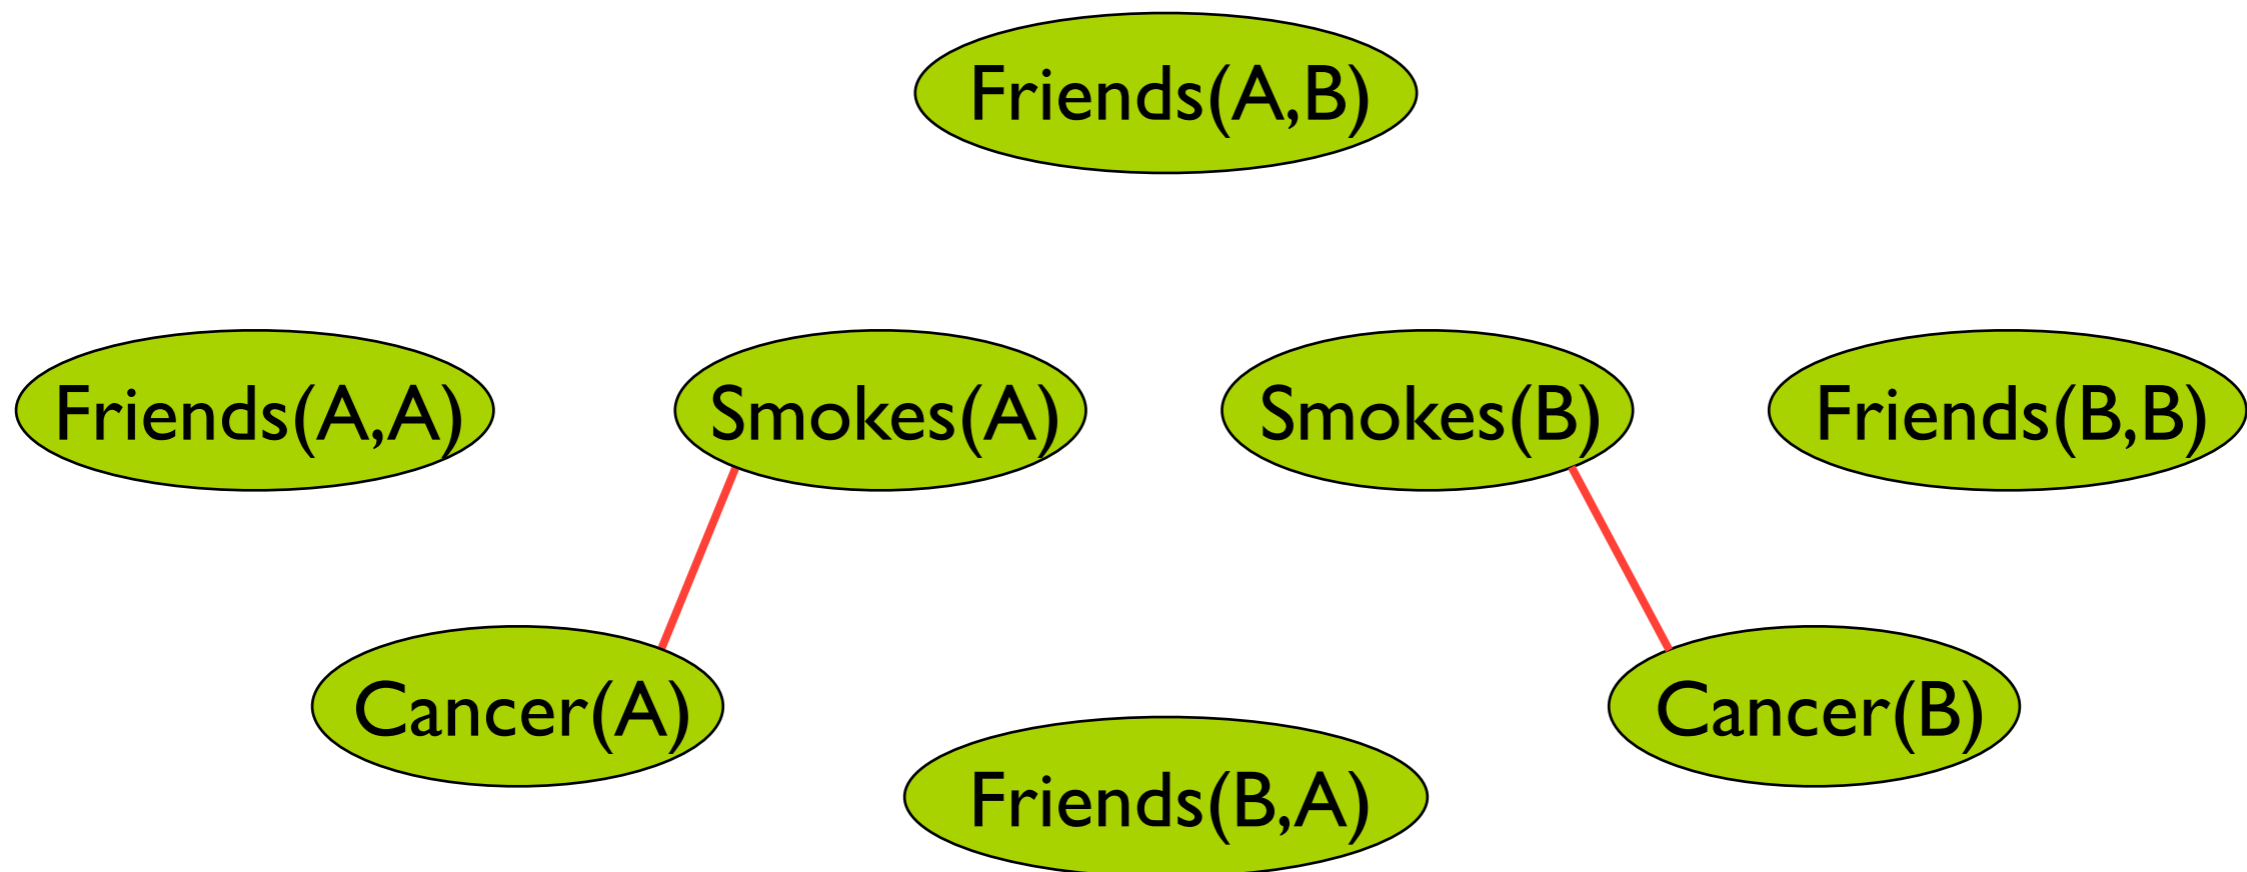 Friends(A,B)
Friends(A,A)
Smokes(A)
Smokes(B)
Friends(B,B)
Cancer(A)
Cancer(B)
Friends(B,A)